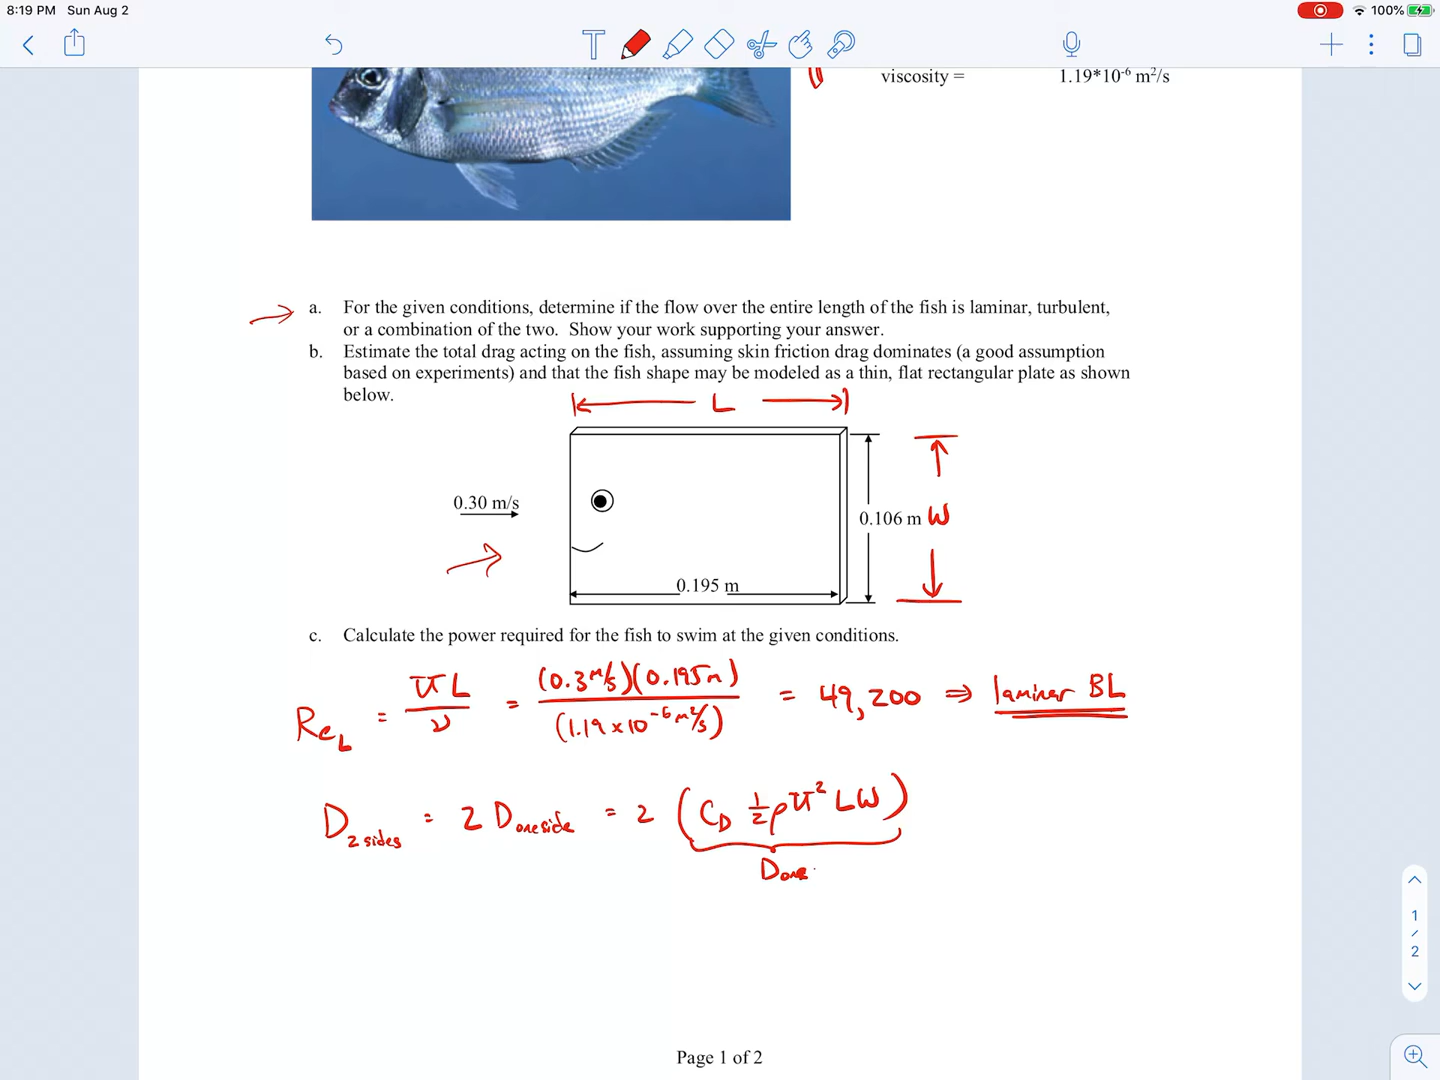 8:19 PM Sun Aug 2
100%
T
viscosity = 1.19*10⁻⁶ m²/s
a. For the given conditions, determine if the flow over the entire length of the fish is laminar, turbulent,
or a combination of the two. Show your work supporting your answer.
b. Estimate the total drag acting on the fish, assuming skin friction drag dominates (a good assumption
based on experiments) and that the fish shape may be modeled as a thin, flat rectangular plate as shown
below.
L
0.30 m/s
0.106 m W
0.195 m
c. Calculate the power required for the fish to swim at the given conditions.
Re_L = UL/ν = (0.3 m/s)(0.195 m)/(1.19 x 10⁻⁶ m²/s) = 49,200 ⇒ laminar BL
D_2 sides = 2 D_one side = 2 (C_D ½ρU² LW)
D_one
1
/
2
Page 1 of 2